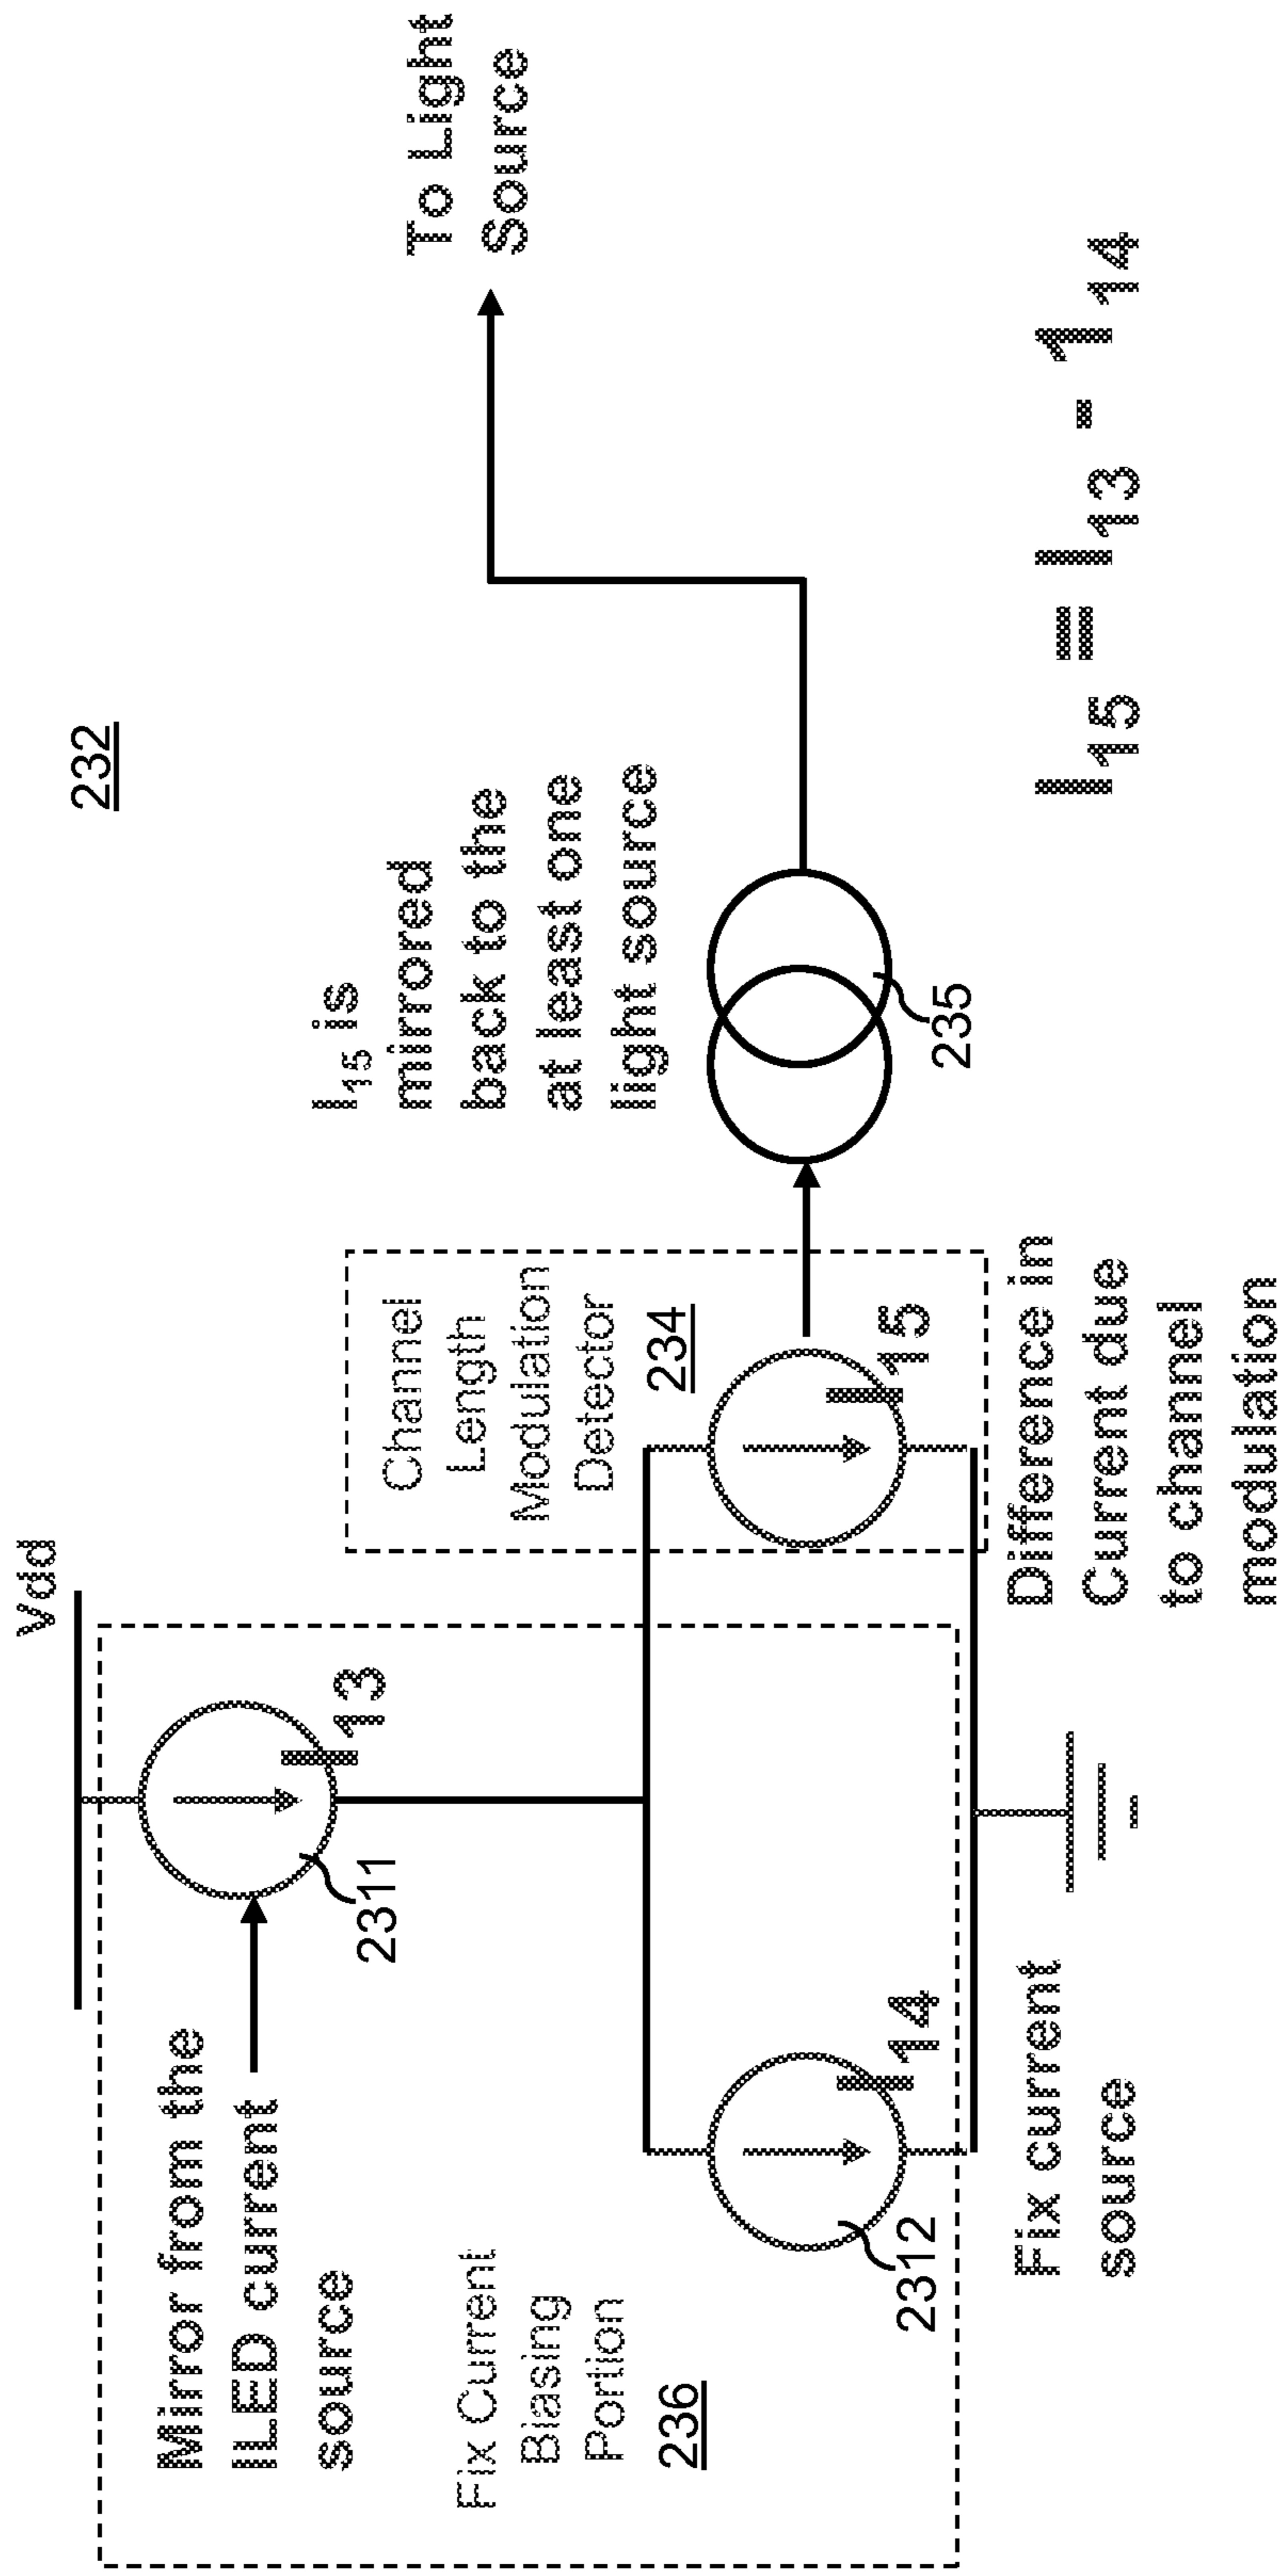 232
Vdd
Mirror from the
ILED current
source
I13
2311
Fix Current
Biasing
Portion
236
I14
2312
Fix current
source
Channel
Length
Modulation
Detector
234
I15
Difference in
Current due
to channel
modulation
I15 is
mirrored
back to the
at least one
light source
235
To Light
Source
I15 = I13 - 114